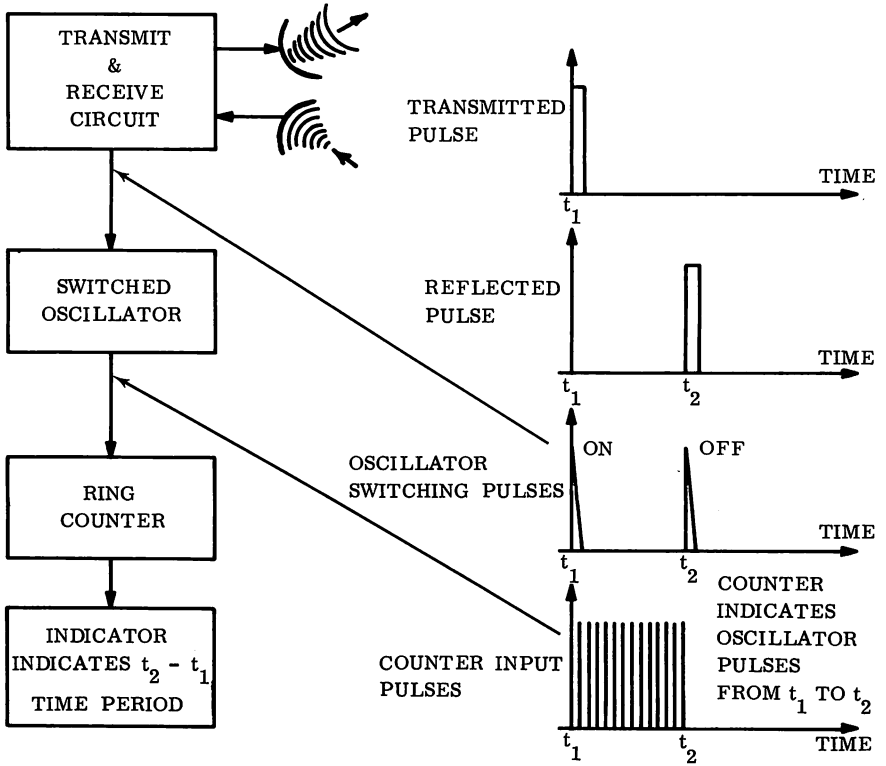 TRANSMIT
&
RECEIVE
CIRCUIT
SWITCHED
OSCILLATOR
RING
COUNTER
INDICATOR
INDICATES t2 - t1
TIME PERIOD
TRANSMITTED
PULSE
TIME
t1
REFLECTED
PULSE
TIME
t1
t2
OSCILLATOR
SWITCHING PULSES
ON
OFF
TIME
t1
t2
COUNTER INPUT
PULSES
COUNTER
INDICATES
OSCILLATOR
PULSES
FROM t1 TO t2
TIME
t1
t2